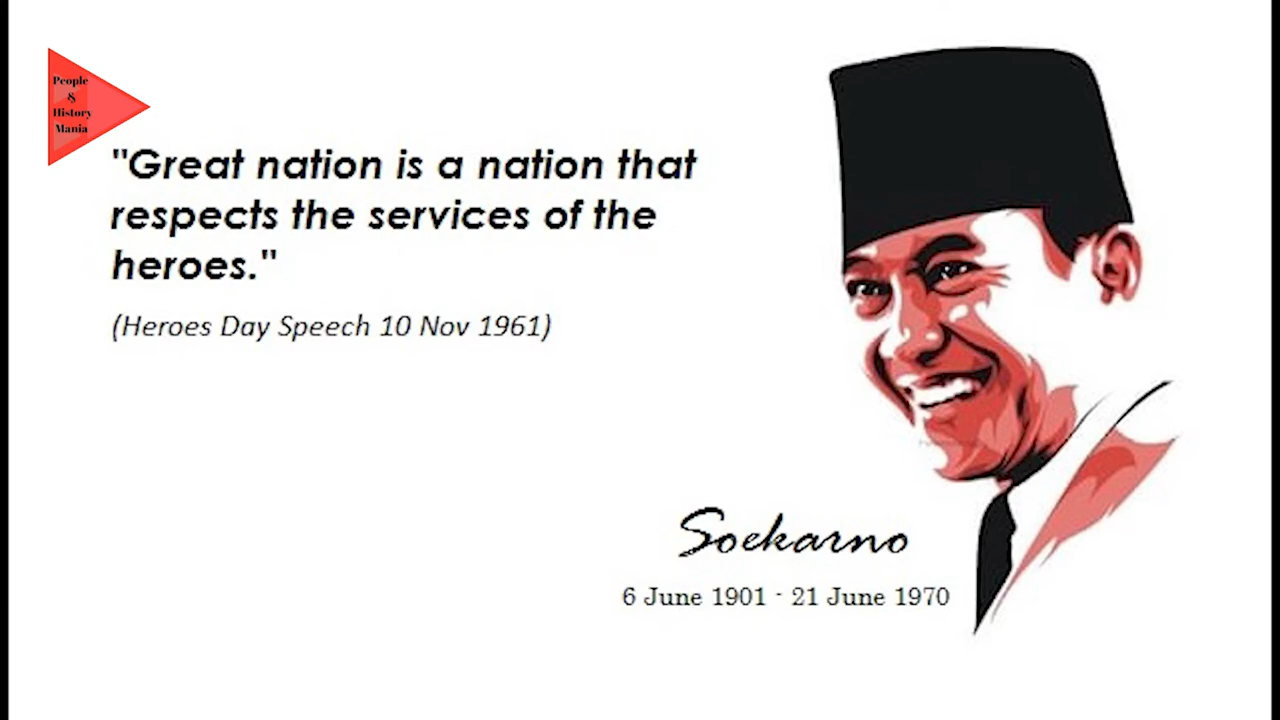 People
&
History
Mania
"Great nation is a nation that
respects the services of the
heroes."
(Heroes Day Speech 10 Nov 1961)
Soekarno
6 June 1901 - 21 June 1970